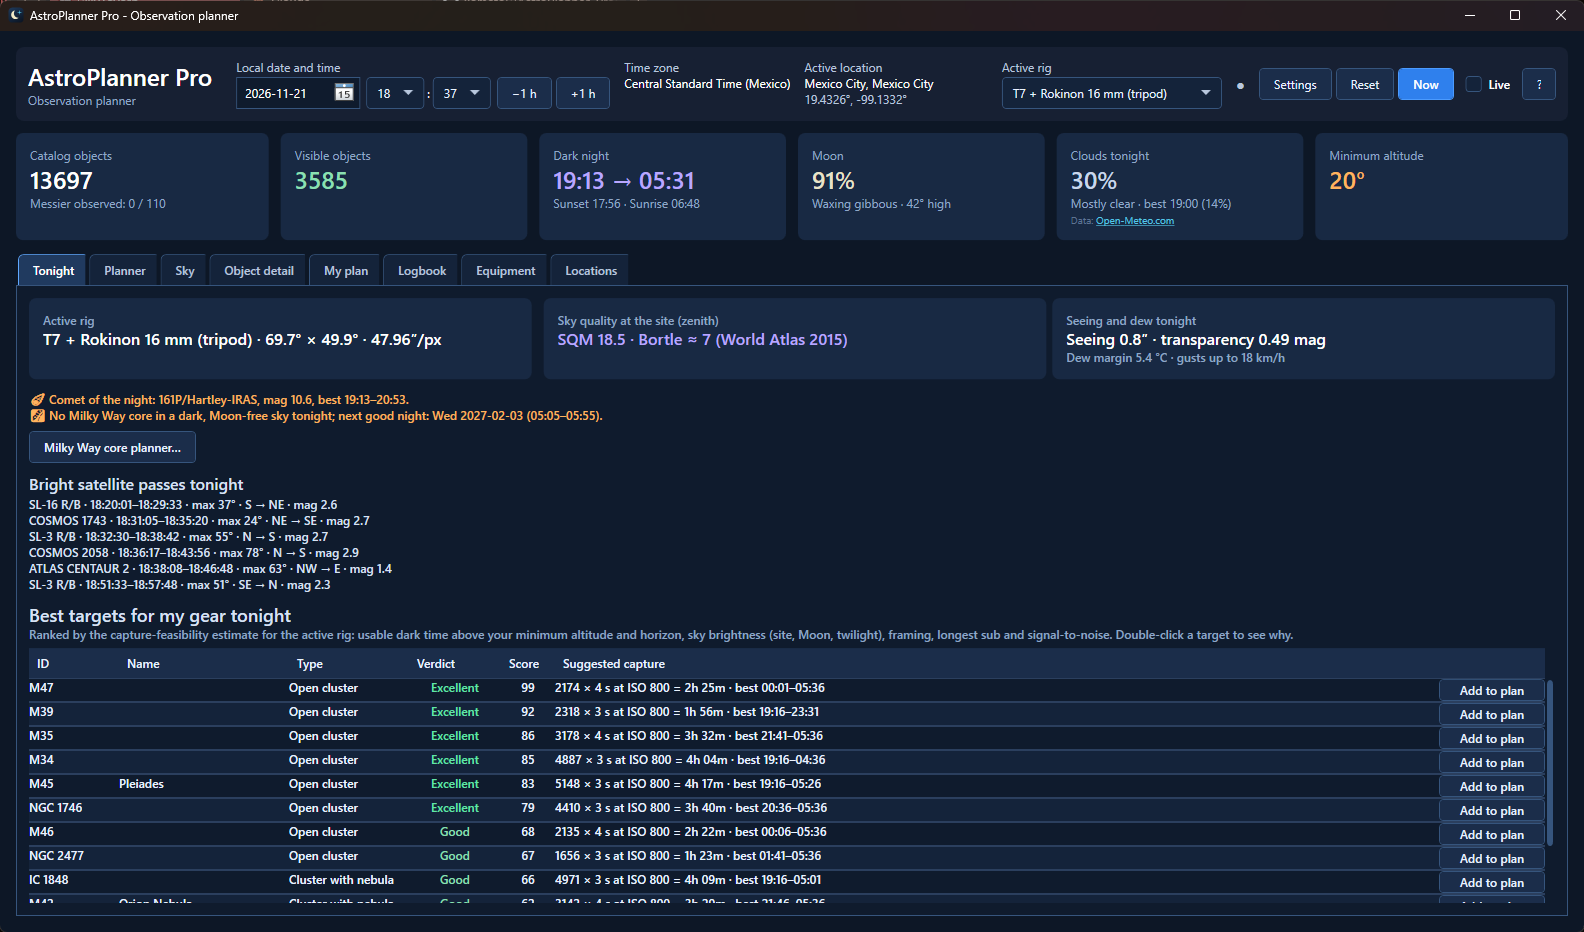 AstroPlanner Pro - Observation planner
AstroPlanner Pro
Observation planner
Local date and time
2026-11-21
15
18
:
37
−1 h
+1 h
Time zone
Central Standard Time (Mexico)
Active location
Mexico City, Mexico City
19.4326°, -99.1332°
Active rig
T7 + Rokinon 16 mm (tripod)
Settings
Reset
Now
Live
?
Catalog objects
13697
Messier observed: 0 / 110
Visible objects
3585
Dark night
19:13 → 05:31
Sunset 17:56 · Sunrise 06:48
Moon
91%
Waxing gibbous · 42° high
Clouds tonight
30%
Mostly clear · best 19:00 (14%)
Data: Open-Meteo.com
Minimum altitude
20°
Tonight
Planner
Sky
Object detail
My plan
Logbook
Equipment
Locations
Active rig
T7 + Rokinon 16 mm (tripod) · 69.7° × 49.9° · 47.96″/px
Sky quality at the site (zenith)
SQM 18.5 · Bortle ≈ 7 (World Atlas 2015)
Seeing and dew tonight
Seeing 0.8″ · transparency 0.49 mag
Dew margin 5.4 °C · gusts up to 18 km/h
Comet of the night: 161P/Hartley-IRAS, mag 10.6, best 19:13–20:53.
No Milky Way core in a dark, Moon-free sky tonight; next good night: Wed 2027-02-03 (05:05–05:55).
Milky Way core planner...
Bright satellite passes tonight
SL-16 R/B · 18:20:01–18:29:33 · max 37° · S → NE · mag 2.6
COSMOS 1743 · 18:31:05–18:35:20 · max 24° · NE → SE · mag 2.7
SL-3 R/B · 18:32:30–18:38:42 · max 55° · N → S · mag 2.7
COSMOS 2058 · 18:36:17–18:43:56 · max 78° · N → S · mag 2.9
ATLAS CENTAUR 2 · 18:38:08–18:46:48 · max 63° · NW → E · mag 1.4
SL-3 R/B · 18:51:33–18:57:48 · max 51° · SE → N · mag 2.3
Best targets for my gear tonight
Ranked by the capture-feasibility estimate for the active rig: usable dark time above your minimum altitude and horizon, sky brightness (site, Moon, twilight), framing, longest sub and signal-to-noise. Double-click a target to see why.
ID Name Type Verdict Score Suggested capture
M47 Open cluster Excellent 99 2174 × 4 s at ISO 800 = 2h 25m · best 00:01–05:36 Add to plan
M39 Open cluster Excellent 92 2318 × 3 s at ISO 800 = 1h 56m · best 19:16–23:31 Add to plan
M35 Open cluster Excellent 86 3178 × 4 s at ISO 800 = 3h 32m · best 21:41–05:36 Add to plan
M34 Open cluster Excellent 85 4887 × 3 s at ISO 800 = 4h 04m · best 19:16–04:36 Add to plan
M45 Pleiades Open cluster Excellent 83 5148 × 3 s at ISO 800 = 4h 17m · best 19:16–05:26 Add to plan
NGC 1746 Open cluster Excellent 79 4410 × 3 s at ISO 800 = 3h 40m · best 20:36–05:36 Add to plan
M46 Open cluster Good 68 2135 × 4 s at ISO 800 = 2h 22m · best 00:06–05:36 Add to plan
NGC 2477 Open cluster Good 67 1656 × 3 s at ISO 800 = 1h 23m · best 01:41–05:36 Add to plan
IC 1848 Cluster with nebula Good 66 4971 × 3 s at ISO 800 = 4h 09m · best 19:16–05:01 Add to plan
M42 Orion Nebula Cluster with nebula Good